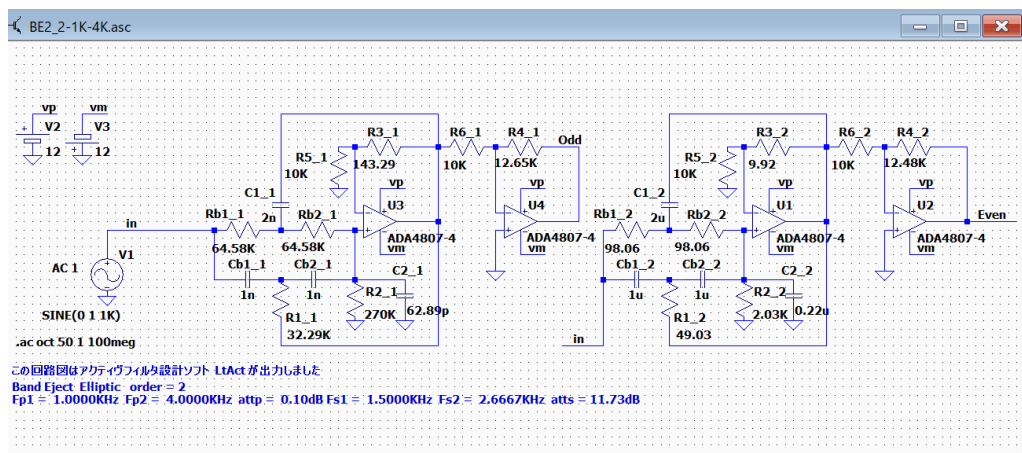 BE2_2-1K-4K.asc
vp
vm
V2
V3
12
12
R3_1
R6_1
R4_1
Odd
R3_2
R6_2
R4_2
R5_1
143.29
10K
12.65K
R5_2
9.92
10K
12.48K
10K
vp
vp
10K
vp
vp
C1_1
U3
U4
C1_2
U1
U2
in
Rb1_1
2n
Rb2_1
Rb1_2
2u
Rb2_2
Even
V1
64.58K
64.58K
ADA4807-4
ADA4807-4
98.06
98.06
ADA4807-4
ADA4807-4
vm
vm
vm
vm
AC 1
Cb1_1
Cb2_1
C2_1
Cb1_2
Cb2_2
C2_2
1n
1n
R2_1
1u
1u
R2_2
SINE(0 1 1K)
R1_1
270K
62.89p
R1_2
2.03K
0.22u
32.29K
49.03
.ac oct 50 1 100meg
in
この回路図はアクティヴフィルタ設計ソフト LtActが出力しました
Band Eject Elliptic order = 2
Fp1 = 1.0000KHz Fp2 = 4.0000KHz attp = 0.10dB Fs1 = 1.5000KHz Fs2 = 2.6667KHz atts = 11.73dB